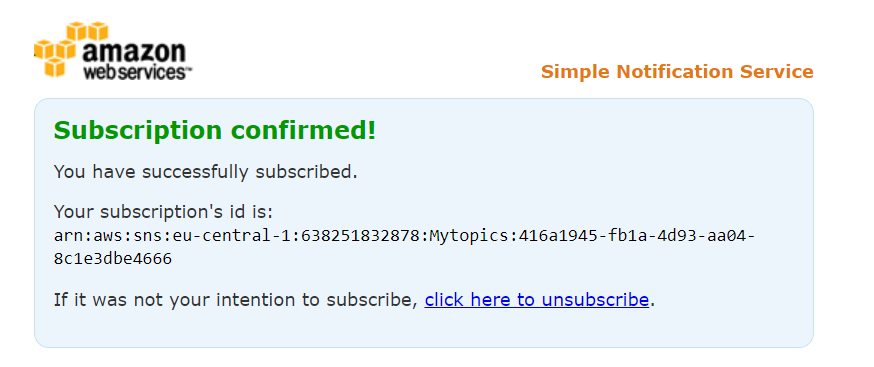 amazon
webservices™
Simple Notification Service
Subscription confirmed!
You have successfully subscribed.
Your subscription's id is:
arn:aws:sns:eu-central-1:638251832878:Mytopics:416a1945-fb1a-4d93-aa04-
8c1e3dbe4666
If it was not your intention to subscribe, click here to unsubscribe.